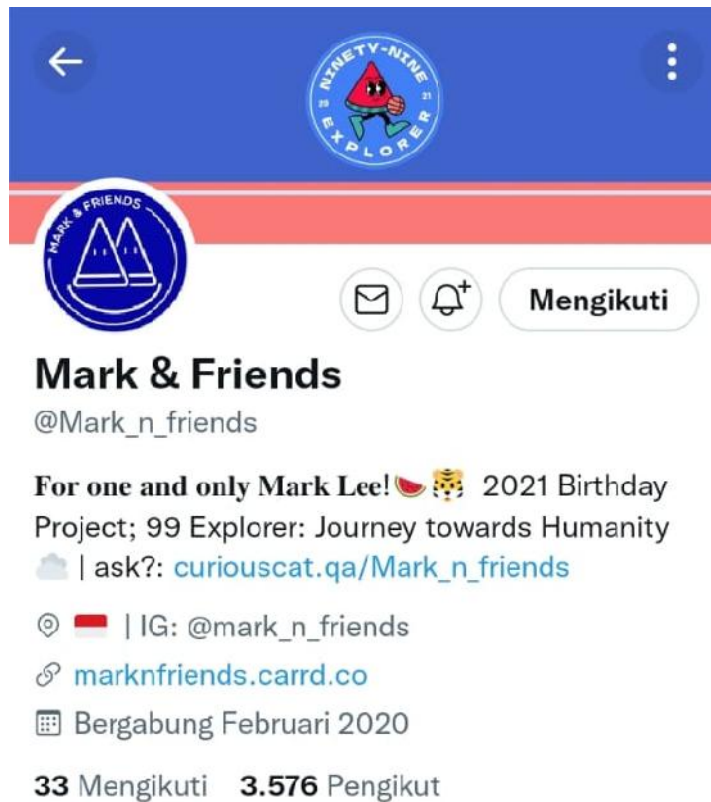 NINETY-NINE
20 21
EXPLORER
MARK & FRIENDS
Mengikuti
Mark & Friends
@Mark_n_friends
For one and only Mark Lee!🍉🐯 2021 Birthday
Project; 99 Explorer: Journey towards Humanity
☁️ | ask?: curiouscat.qa/Mark_n_friends
🇮🇩 | IG: @mark_n_friends
marknfriends.carrd.co
Bergabung Februari 2020
33 Mengikuti 3.576 Pengikut